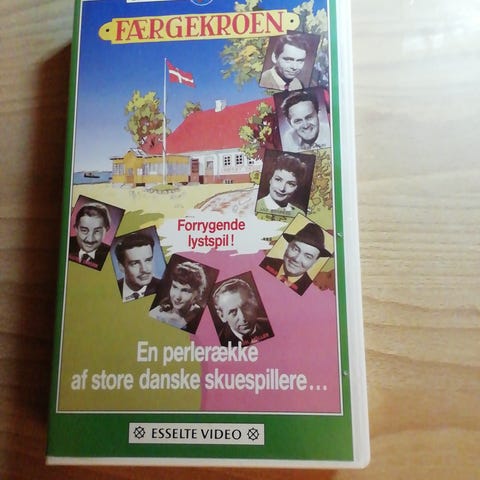 FÆRGEKROEN
Forrygende
lystspil!
En perlerække
af store danske skuespillere...
ESSELTE VIDEO